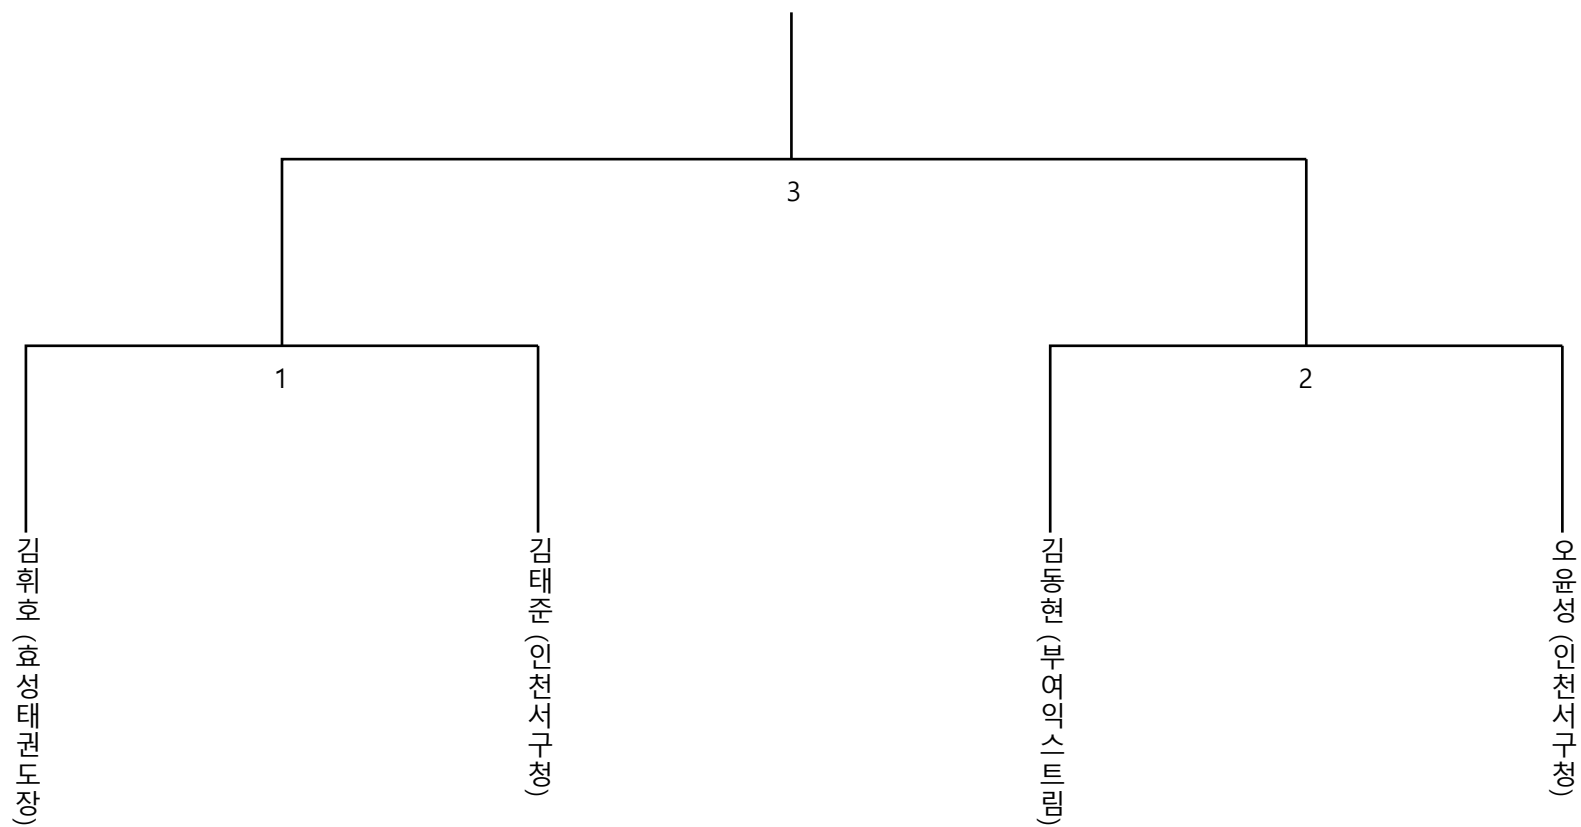 3
1
2
김휘호 (효성태권도장)
김태준 (인천서구청)
김동현 (부여익스트림)
오윤성 (인천서구청)